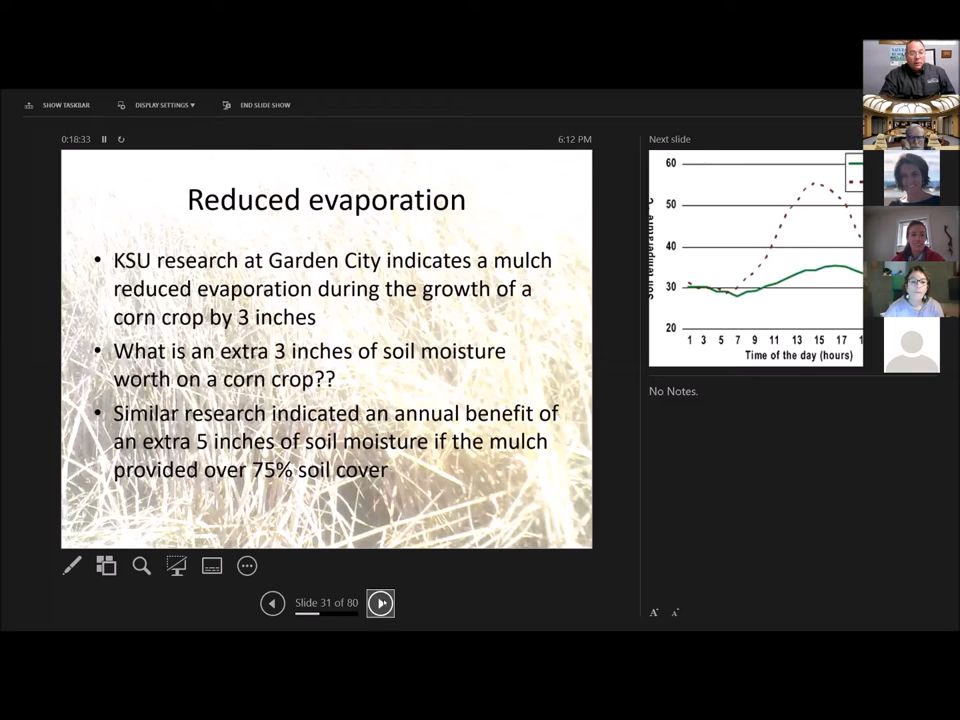 SHOW TASKBAR
DISPLAY SETTINGS ▾
END SLIDE SHOW
0:18:33
6:12 PM
Reduced evaporation
• KSU research at Garden City indicates a mulch
reduced evaporation during the growth of a
corn crop by 3 inches
• What is an extra 3 inches of soil moisture
worth on a corn crop??
• Similar research indicated an annual benefit of
an extra 5 inches of soil moisture if the mulch
provided over 75% soil cover
Slide 31 of 80
Next slide
60
50
40
30
20
Soil temperature
1 3 5 7 9 11 13 15 17
Time of the day (hours)
No Notes.
A A